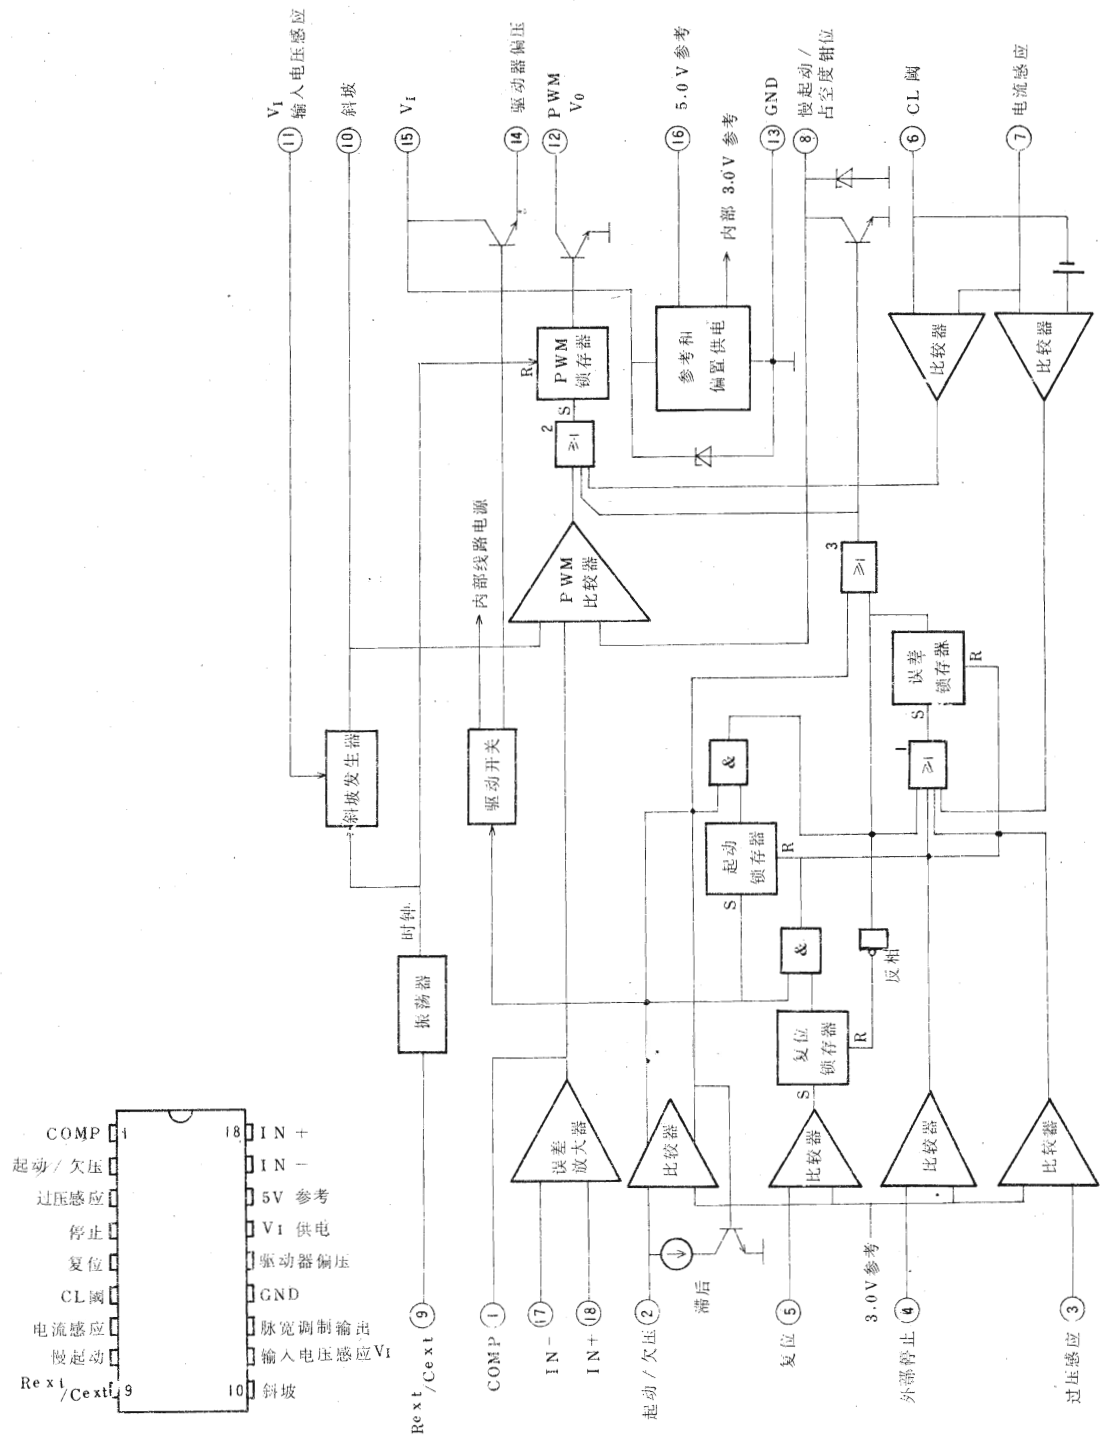 V_I
输入电压感应
11
斜坡
10
V_I
15
驱动器偏压
14
PWM
V_0
12
5.0V参考
16
内部 3.0V 参考
GND
13
慢起动/
占空度钳位
8
CL 阈
6
电流感应
7
R
PWM
锁存器
S
2
≥1
参考和
偏置供电
比较器
比较器
内部线路电源
PWM
比较器
3
≥1
误差
锁存器
R
S
1
≥1
斜坡发生器
驱动开关
&
起动
锁存器
R
S
&
反相
时钟
振荡器
复位
锁存器
R
S
误差
放大器
比较器
比较器
比较器
比较器
滞后
3.0V参考
9
Rext/Cext
1
COMP
17
IN-
18
IN+
2
起动/欠压
5
复位
4
外部停止
3
过压感应
COMP 1
起动/欠压
过压感应
停止
复位
CL阈
电流感应
慢起动
Rext/Cext 9
18 IN+
IN-
5V 参考
V_I 供电
驱动器偏压
GND
脉宽调制输出
输入电压感应V_I
10 斜坡